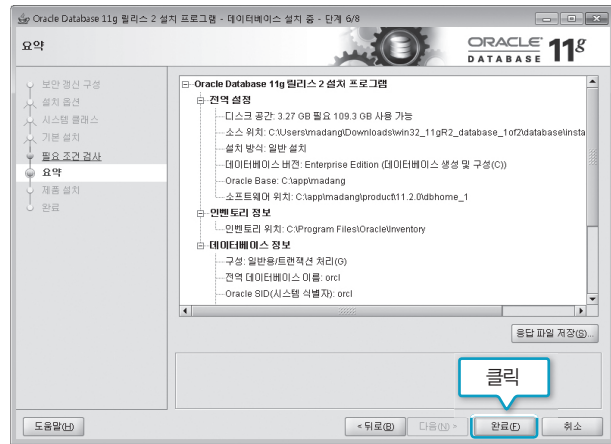 Oracle Database 11g 릴리스 2 설치 프로그램 - 데이터베이스 설치 중 - 단계 6/8
요약
ORACLE 11g
DATABASE
보안 갱신 구성
설치 옵션
시스템 클래스
기본 설치
필요 조건 검사
요약
제품 설치
완료
Oracle Database 11g 릴리스 2 설치 프로그램
전역 설정
디스크 공간: 3.27 GB 필요 109.3 GB 사용 가능
소스 위치: C:\Users\madang\Downloads\win32_11gR2_database_1of2\database\insta
설치 방식: 일반 설치
데이터베이스 버전: Enterprise Edition (데이터베이스 생성 및 구성(C))
Oracle Base: C:\app\madang
소프트웨어 위치: C:\app\madang\product\11.2.0\dbhome_1
인벤토리 정보
인벤토리 위치: C:\Program Files\Oracle\Inventory
데이터베이스 정보
구성: 일반용/트랜잭션 처리(G)
전역 데이터베이스 이름: orcl
Oracle SID(시스템 식별자): orcl
응답 파일 저장(S)...
클릭
도움말(H)
< 뒤로(B)
다음(N) >
완료(F)
취소